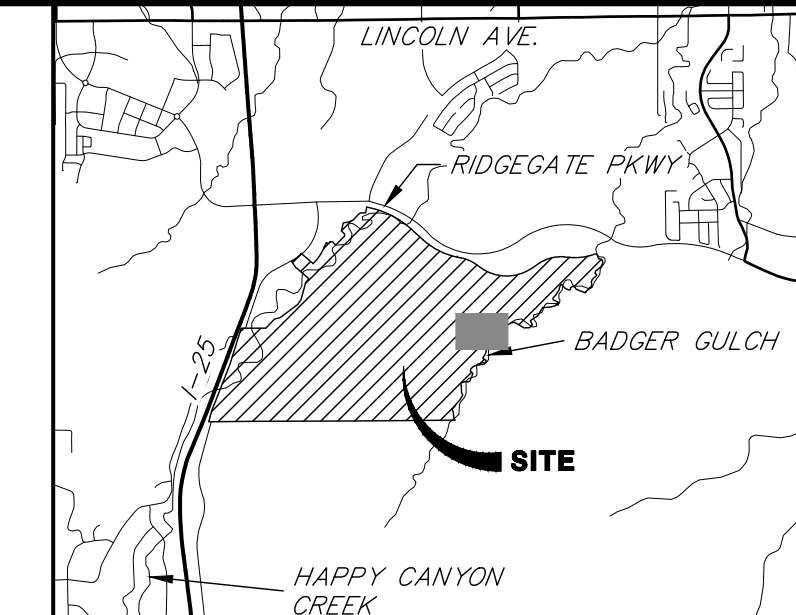 LINCOLN AVE.
RIDGEGATE PKWY
I-25
BADGER GULCH
SITE
HAPPY CANYON
CREEK